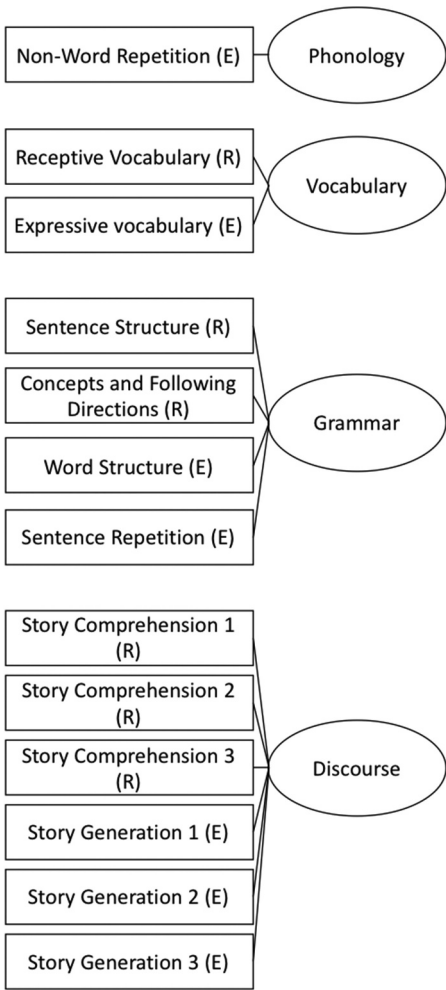 Non-Word Repetition (E)
Phonology
Receptive Vocabulary (R)
Expressive vocabulary (E)
Vocabulary
Sentence Structure (R)
Concepts and Following
Directions (R)
Word Structure (E)
Sentence Repetition (E)
Grammar
Story Comprehension 1
(R)
Story Comprehension 2
(R)
Story Comprehension 3
(R)
Story Generation 1 (E)
Story Generation 2 (E)
Story Generation 3 (E)
Discourse